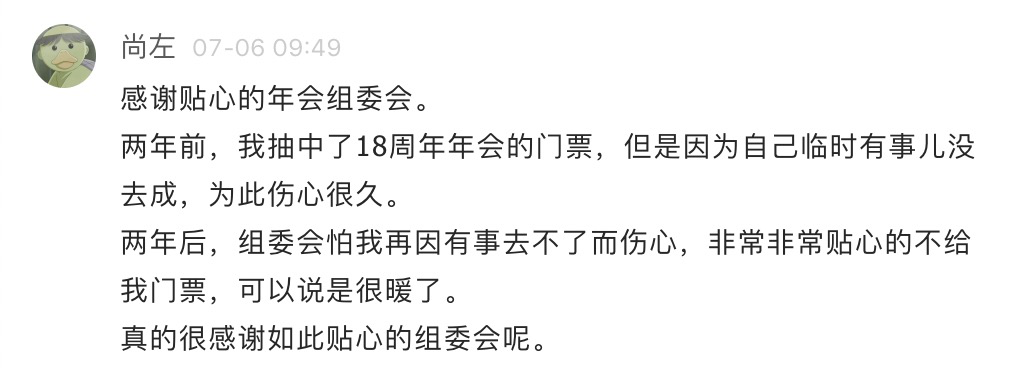 尚左 07-06 09:49
感谢贴心的年会组委会。
两年前，我抽中了18周年年会的门票，但是因为自己临时有事儿没
去成，为此伤心很久。
两年后，组委会怕我再因有事去不了而伤心，非常非常贴心的不给
我门票，可以说是很暖了。
真的很感谢如此贴心的组委会呢。